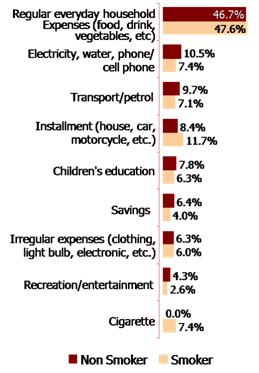 Regular everyday household
Expenses (food, drink,
vegetables, etc)
46.7%
47.6%
Electricity, water, phone/
cell phone
10.5%
7.4%
Transport/petrol
9.7%
7.1%
Installment (house, car,
motorcycle, etc.)
8.4%
11.7%
Children's education
7.8%
6.3%
Savings
6.4%
4.0%
Irregular expenses (clothing,
light bulb, electronic, etc.)
6.3%
6.0%
Recreation/entertainment
4.3%
2.6%
Cigarette
0.0%
7.4%
Non Smoker
Smoker